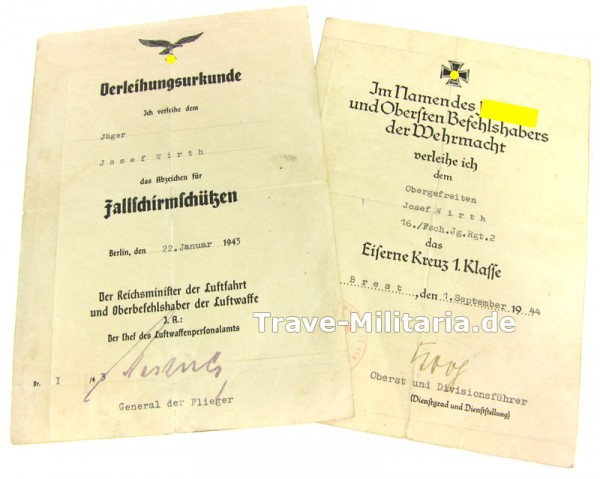 Verleihungsurkunde
Ich verleihe dem
Jäger
Josef Wirth
das Abzeichen für
Fallschirmschützen
Berlin, den 22.Januar 1943
Der Reichsminister der Luftfahrt
und Oberbefehlshaber der Luftwaffe
J. A.:
Der Chef des Luftwaffenpersonalamts
Nr. I /43
General der Flieger
Im Namen des
und Obersten Befehlshabers
der Wehrmacht
verleihe ich
dem
Obergefreiten
Josef Wirth
16./Fsch.Jg.Rgt.2
das
Eiserne Kreuz 1. Klasse
Brest, den 1.September 1944
Oberst und Divisionsführer
(Dienstgrad und Dienststellung)
Trave-Militaria.de